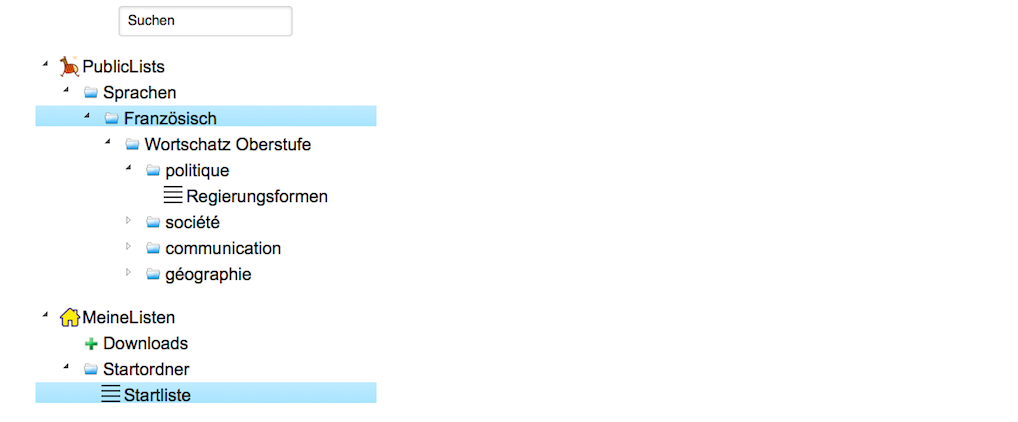 Suchen
PublicLists
Sprachen
Französisch
Wortschatz Oberstufe
politique
Regierungsformen
société
communication
géographie
MeineListen
Downloads
Startordner
Startliste